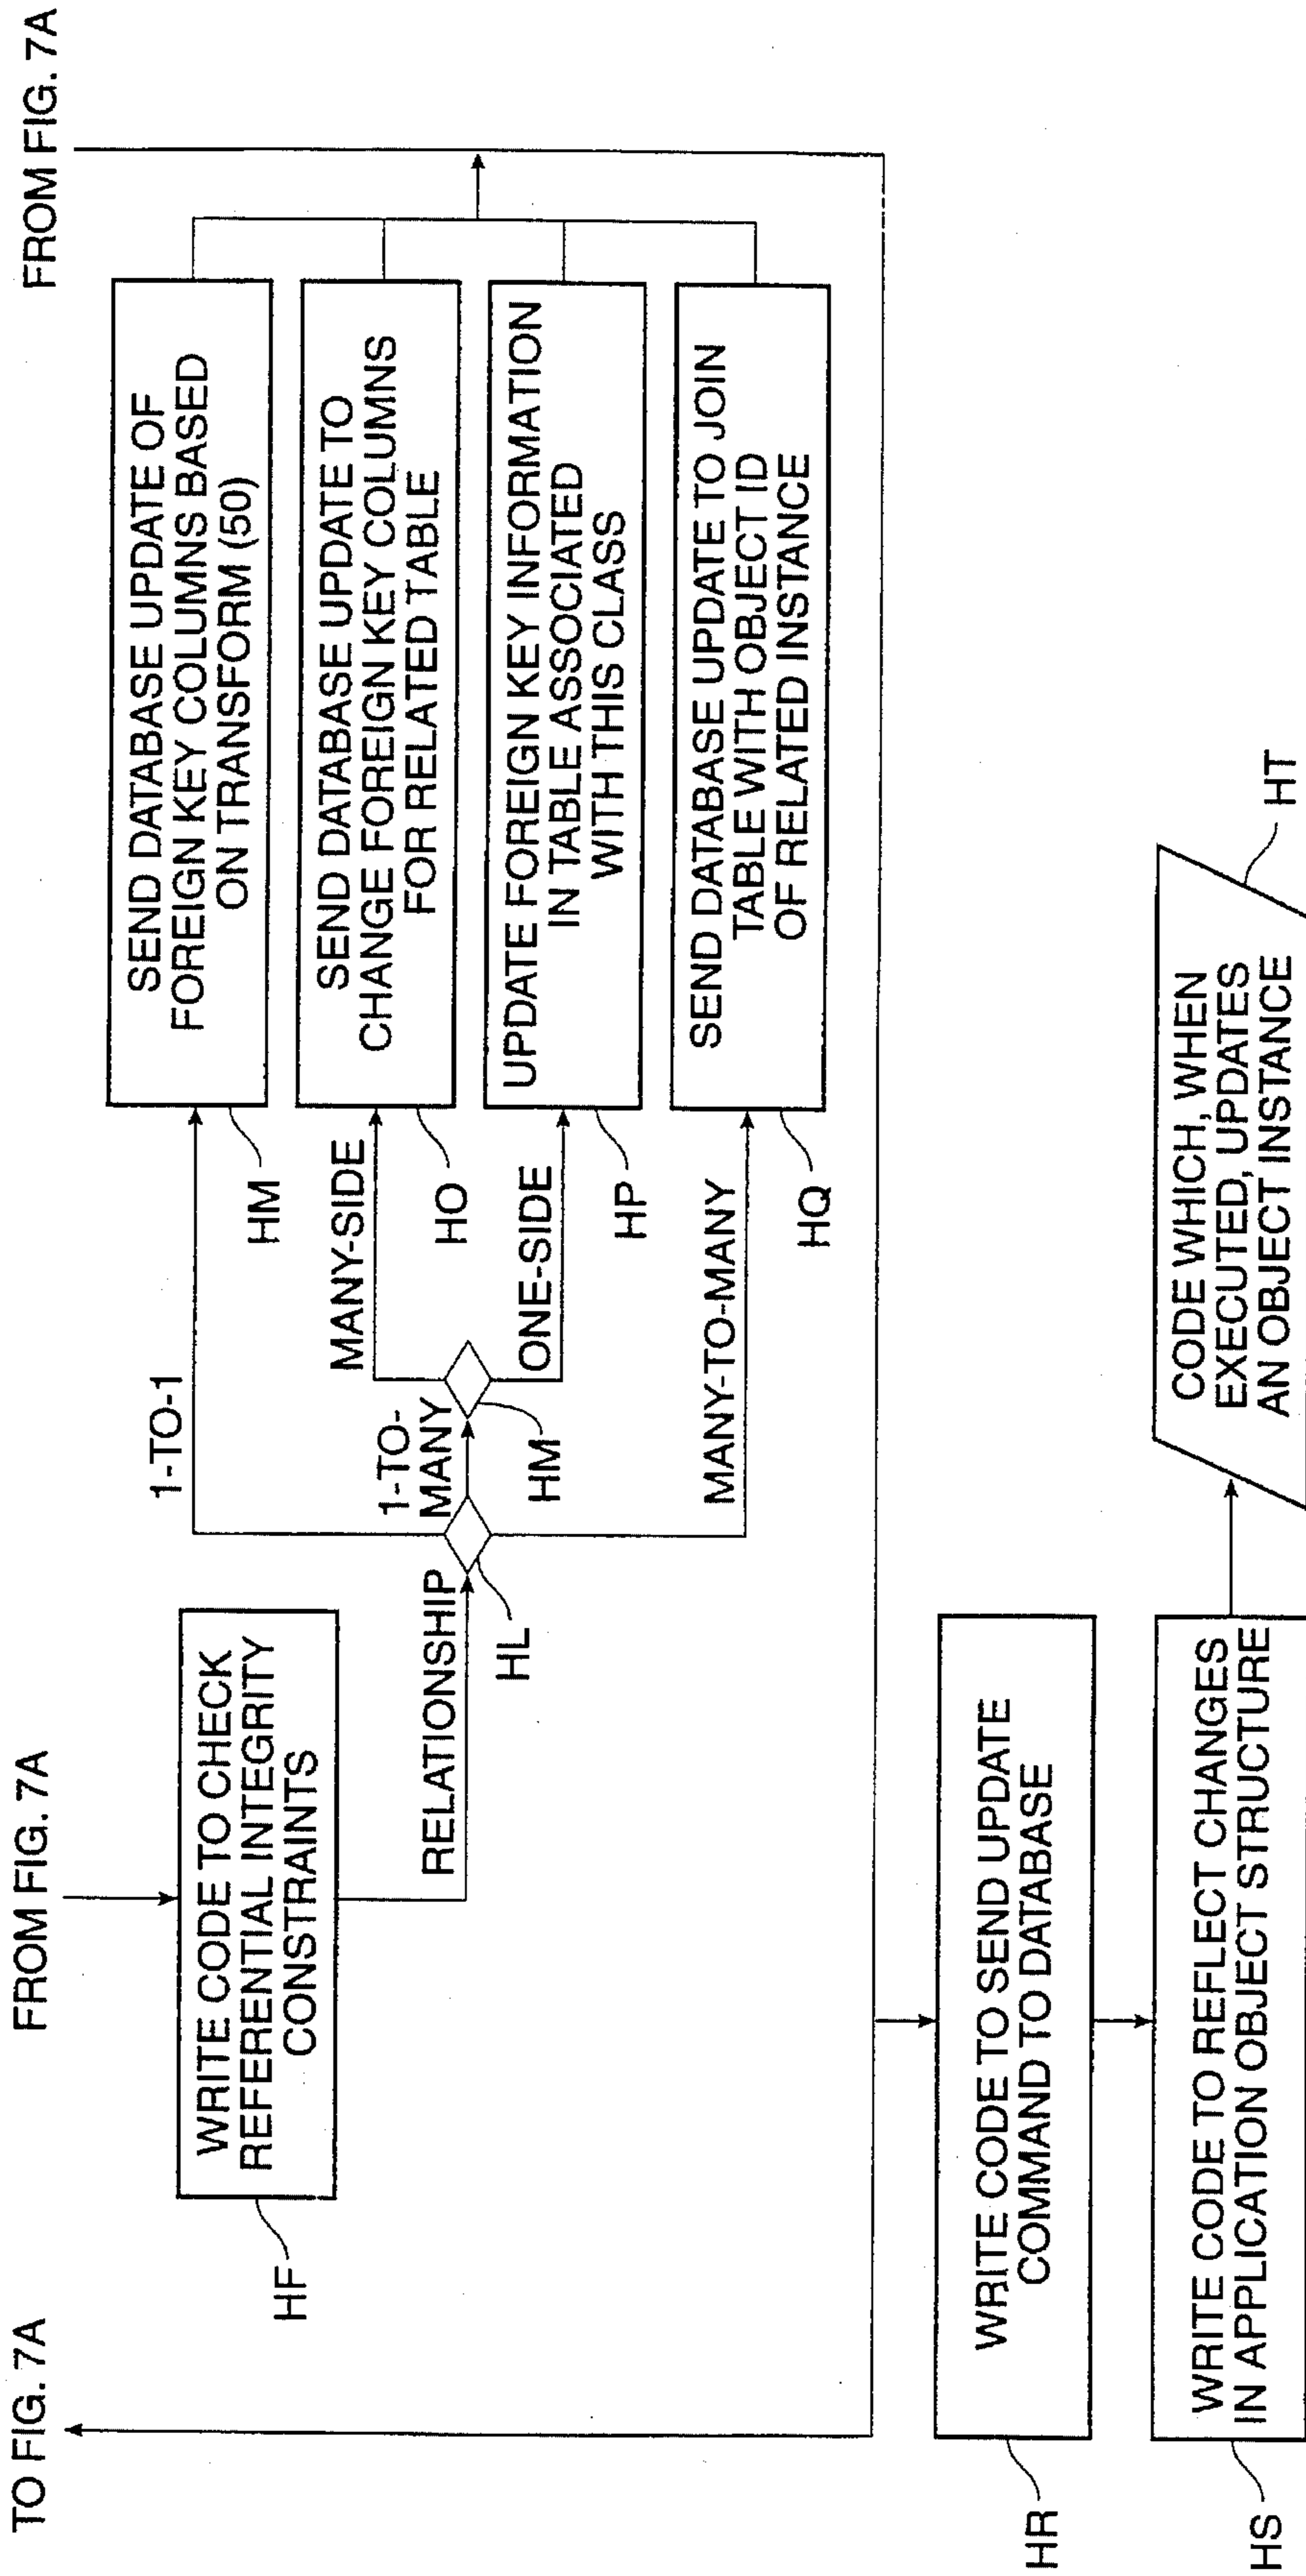 TO FIG. 7A
FROM FIG. 7A
FROM FIG. 7A
WRITE CODE TO CHECK
REFERENTIAL INTEGRITY
CONSTRAINTS
HF
RELATIONSHIP
HL
1-TO-1
1-TO-
MANY
HM
MANY-SIDE
ONE-SIDE
MANY-TO-MANY
SEND DATABASE UPDATE OF
FOREIGN KEY COLUMNS BASED
ON TRANSFORM (50)
HM
SEND DATABASE UPDATE TO
CHANGE FOREIGN KEY COLUMNS
FOR RELATED TABLE
HO
UPDATE FOREIGN KEY INFORMATION
IN TABLE ASSOCIATED
WITH THIS CLASS
HP
SEND DATABASE UPDATE TO JOIN
TABLE WITH OBJECT ID
OF RELATED INSTANCE
HQ
WRITE CODE TO SEND UPDATE
COMMAND TO DATABASE
HR
WRITE CODE TO REFLECT CHANGES
IN APPLICATION OBJECT STRUCTURE
HS
CODE WHICH, WHEN
EXECUTED, UPDATES
AN OBJECT INSTANCE
HT